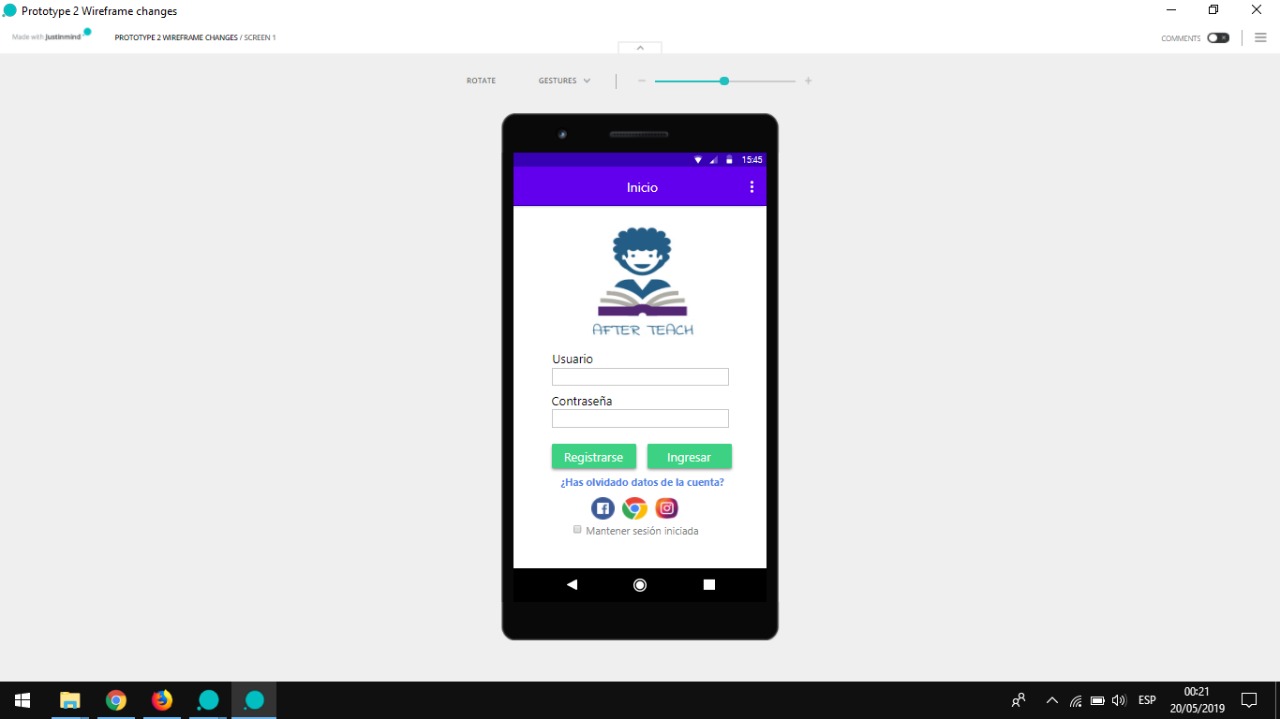 Prototype 2 Wireframe changes
Made with Justinmind
PROTOTYPE 2 WIREFRAME CHANGES / SCREEN 1
COMMENTS
ROTATE
GESTURES
15:45
Inicio
AFTER TEACH
Usuario
Contraseña
Registrarse
Ingresar
¿Has olvidado datos de la cuenta?
Mantener sesión iniciada
ESP
00:21
20/05/2019